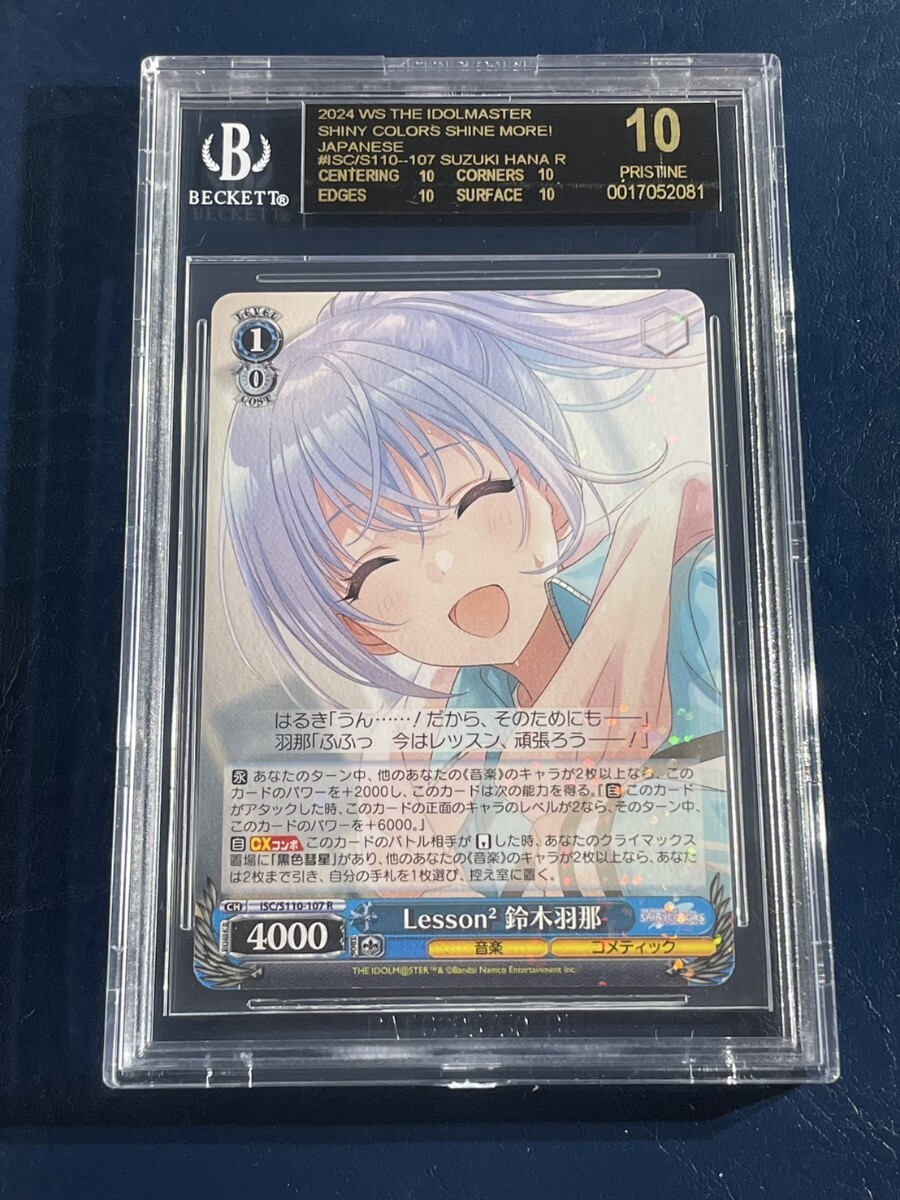 2024 WS THE IDOLMASTER
SHINY COLORS SHINE MORE!
JAPANESE
#ISC/S110--107 SUZUKI HANA R
CENTERING 10 CORNERS 10
EDGES 10 SURFACE 10
10
PRISTINE
0017052081
B
BECKETT®
LEVEL
1
0
COST
はるき「うん……!だから、そのためにも――」
羽那「ふふっ 今はレッスン、頑張ろう――!」
永 あなたのターン中、他のあなたの《音楽》のキャラが2枚以上なら、この
カードのパワーを+2000し、このカードは次の能力を得る。『自 このカード
がアタックした時、このカードの正面のキャラのレベルが2なら、そのターン中、
このカードのパワーを+6000。』
自 CXコンボ このカードのバトル相手が した時、あなたのクライマックス
置場に「黒色彗星」があり、他のあなたの《音楽》のキャラが2枚以上なら、あなた
は2枚まで引き、自分の手札を1枚選び、控え室に置く。
CH ISC/S110-107 R
POWER
4000
SOUL
Lesson² 鈴木羽那
SHINYCOLORS
音楽 コメティック
THE IDOLM@STER™& ©Bandai Namco Entertainment Inc.